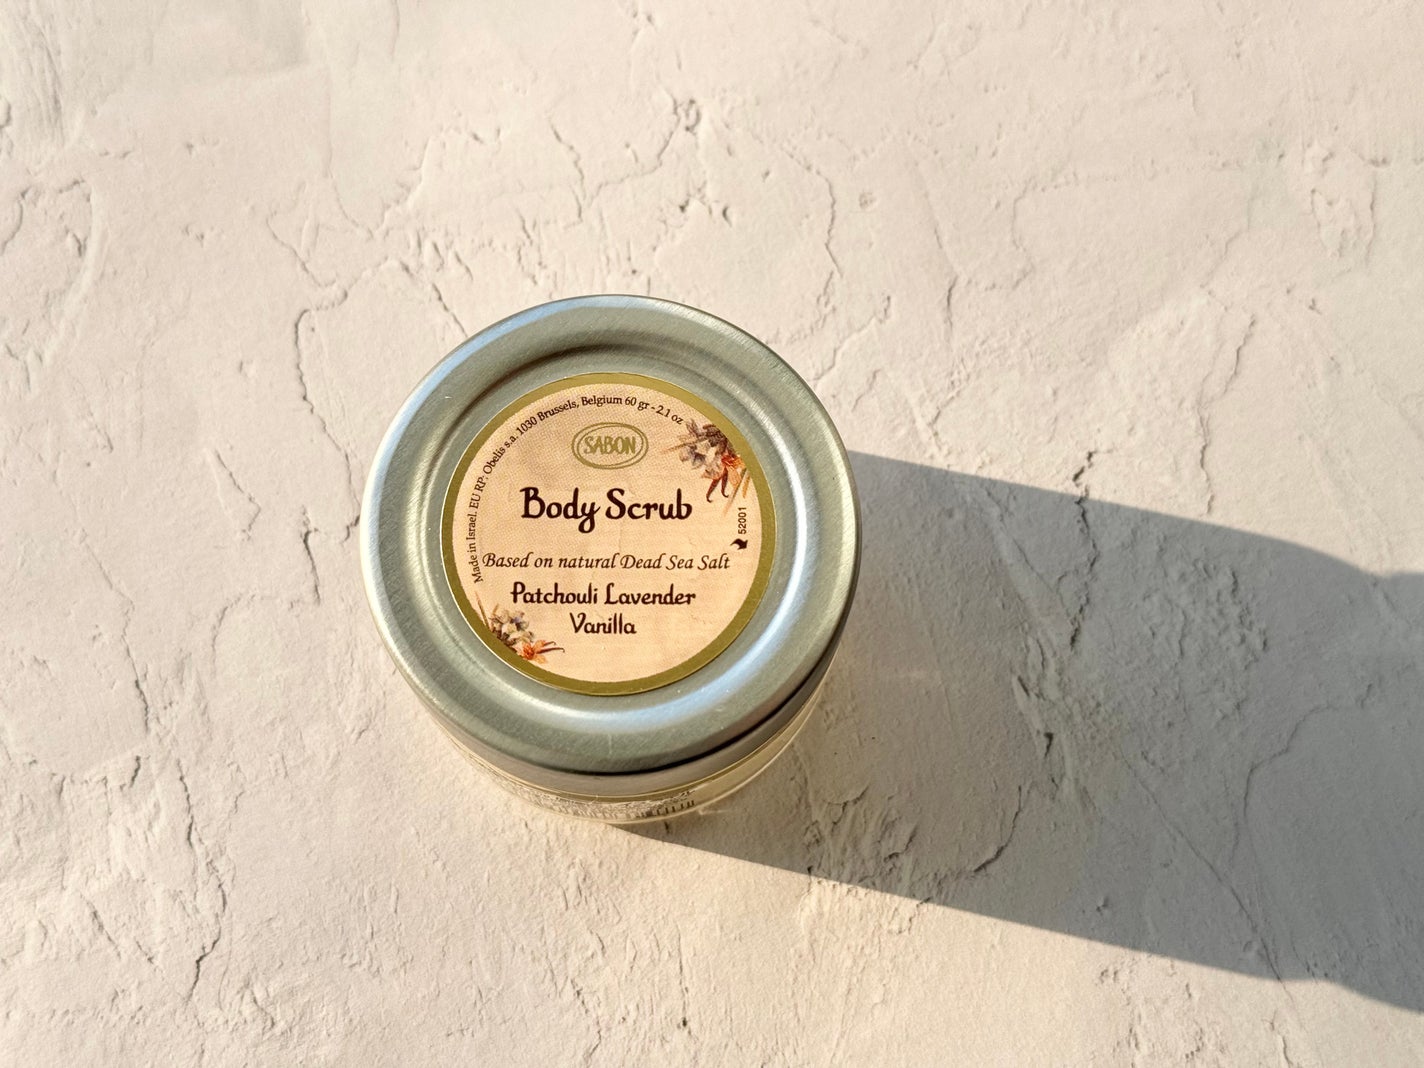 Made in Israel. EU RP: Obelis s.a. 1030 Brussels, Belgium 60 gr - 2.1 oz
SABON
Body Scrub
52001
Based on natural Dead Sea Salt
Patchouli Lavender
Vanilla